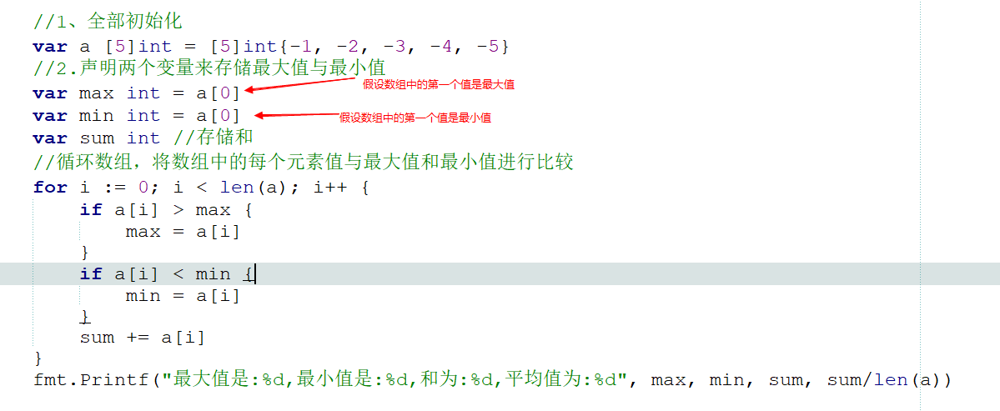 //1、全部初始化
var a [5]int = [5]int{-1, -2, -3, -4, -5}
//2.声明两个变量来存储最大值与最小值
var max int = a[0]
假设数组中的第一个值是最大值
var min int = a[0]
假设数组中的第一个值是最小值
var sum int //存储和
//循环数组，将数组中的每个元素值与最大值和最小值进行比较
for i := 0; i < len(a); i++ {
if a[i] > max {
max = a[i]
}
if a[i] < min {
min = a[i]
}
sum += a[i]
}
fmt.Printf("最大值是:%d,最小值是:%d,和为:%d,平均值为:%d", max, min, sum, sum/len(a))